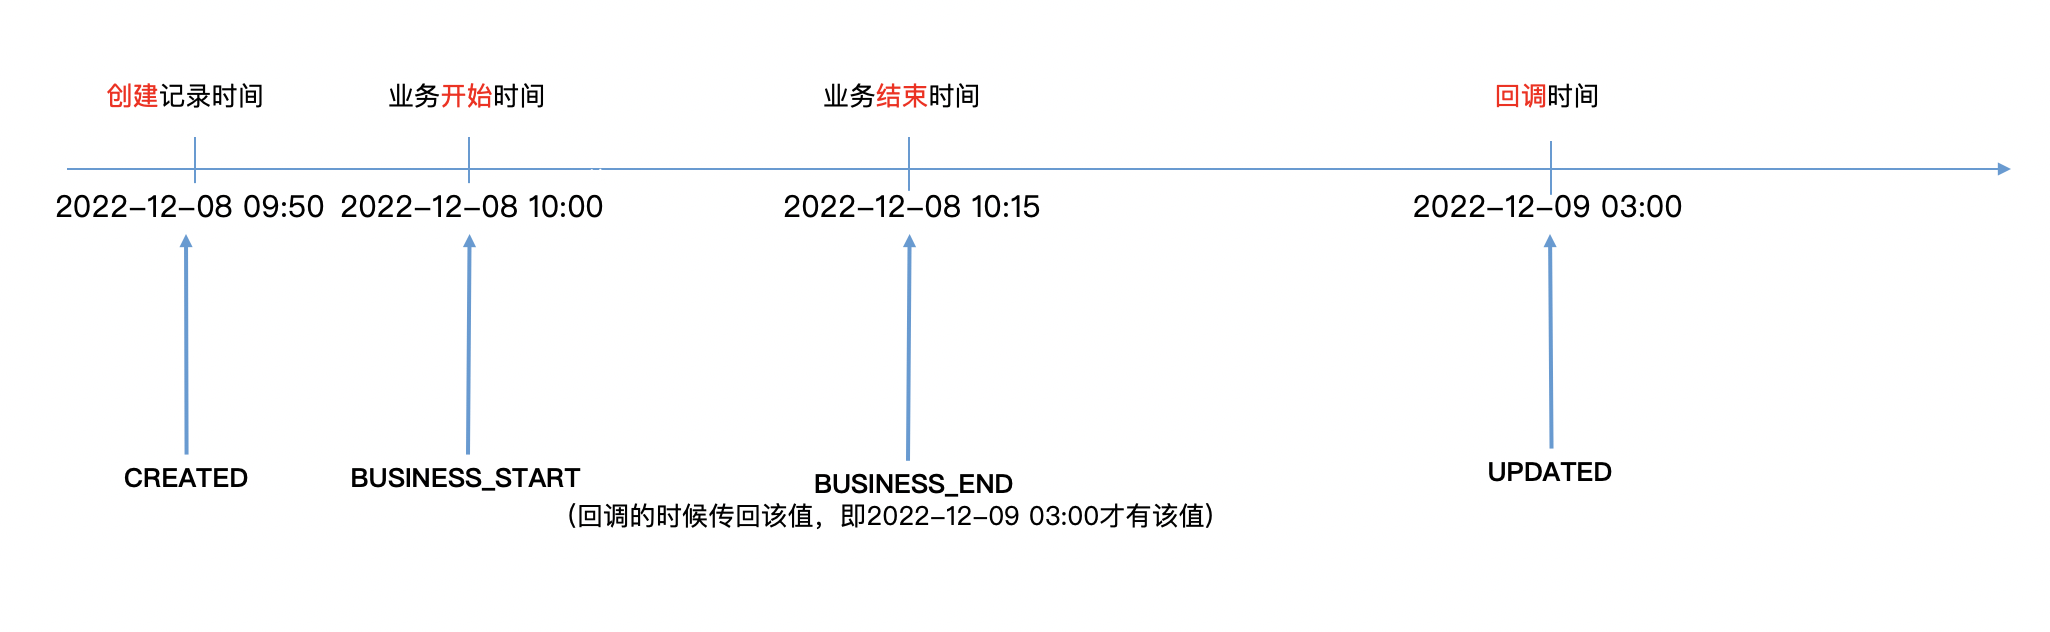 创建记录时间
业务开始时间
业务结束时间
回调时间
2022-12-08 09:50
2022-12-08 10:00
2022-12-08 10:15
2022-12-09 03:00
CREATED
BUSINESS_START
BUSINESS_END
(回调的时候传回该值，即2022-12-09 03:00才有该值)
UPDATED